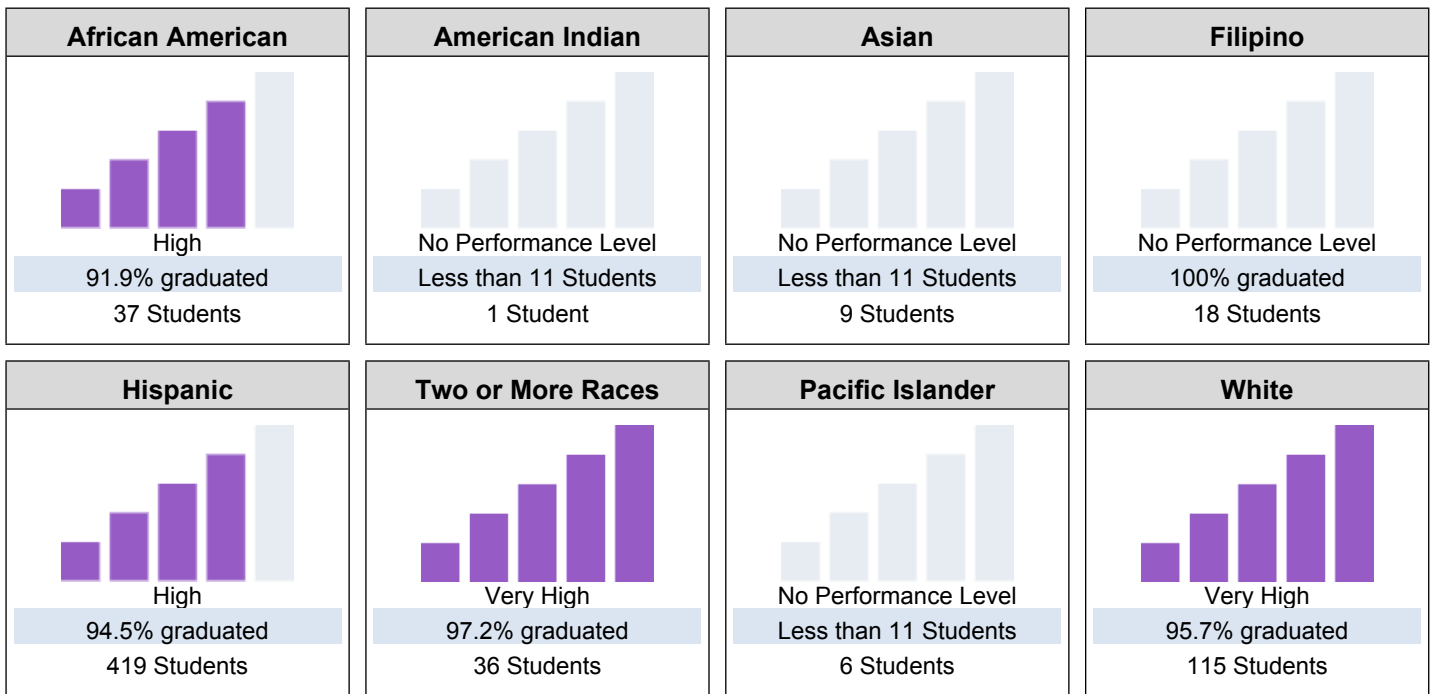 African American
High
91.9% graduated
37 Students
American Indian
No Performance Level
Less than 11 Students
1 Student
Asian
No Performance Level
Less than 11 Students
9 Students
Filipino
No Performance Level
100% graduated
18 Students
Hispanic
High
94.5% graduated
419 Students
Two or More Races
Very High
97.2% graduated
36 Students
Pacific Islander
No Performance Level
Less than 11 Students
6 Students
White
Very High
95.7% graduated
115 Students